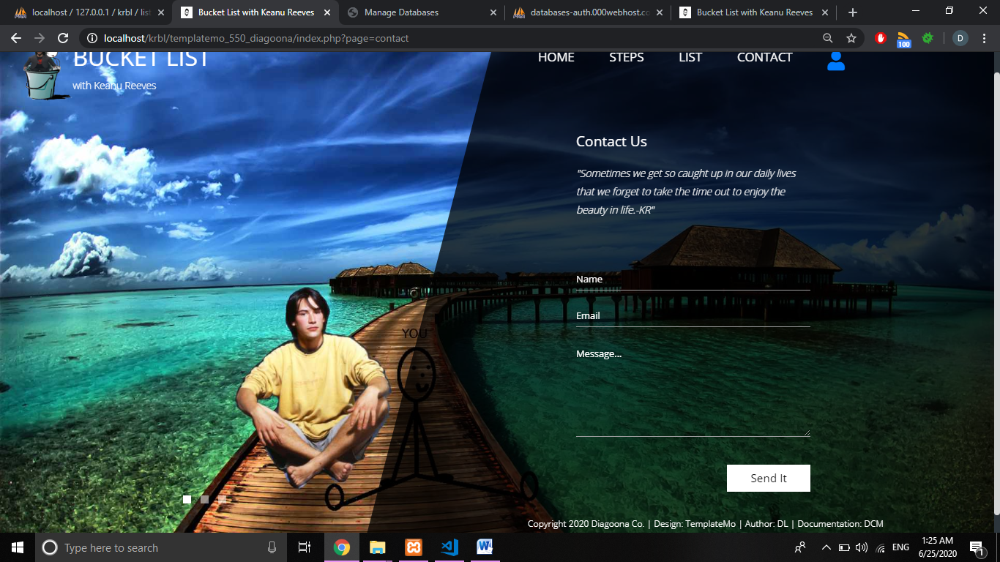 localhost / 127.0.0.1 / krbl / list
Bucket List with Keanu Reeves
Manage Databases
databases-auth.000webhost.co
Bucket List with Keanu Reeves
localhost/krbl/templatemo_550_diagoona/index.php?page=contact
100
D
BUCKET LIST
with Keanu Reeves
HOME
STEPS
LIST
CONTACT
Contact Us
"Sometimes we get so caught up in our daily lives
that we forget to take the time out to enjoy the
beauty in life.-KR"
Name
Email
Message...
YOU
Send It
Copyright 2020 Diagoona Co. | Design: TemplateMo | Author: DL | Documentation: DCM
Type here to search
ENG
1:25 AM
6/25/2020
1